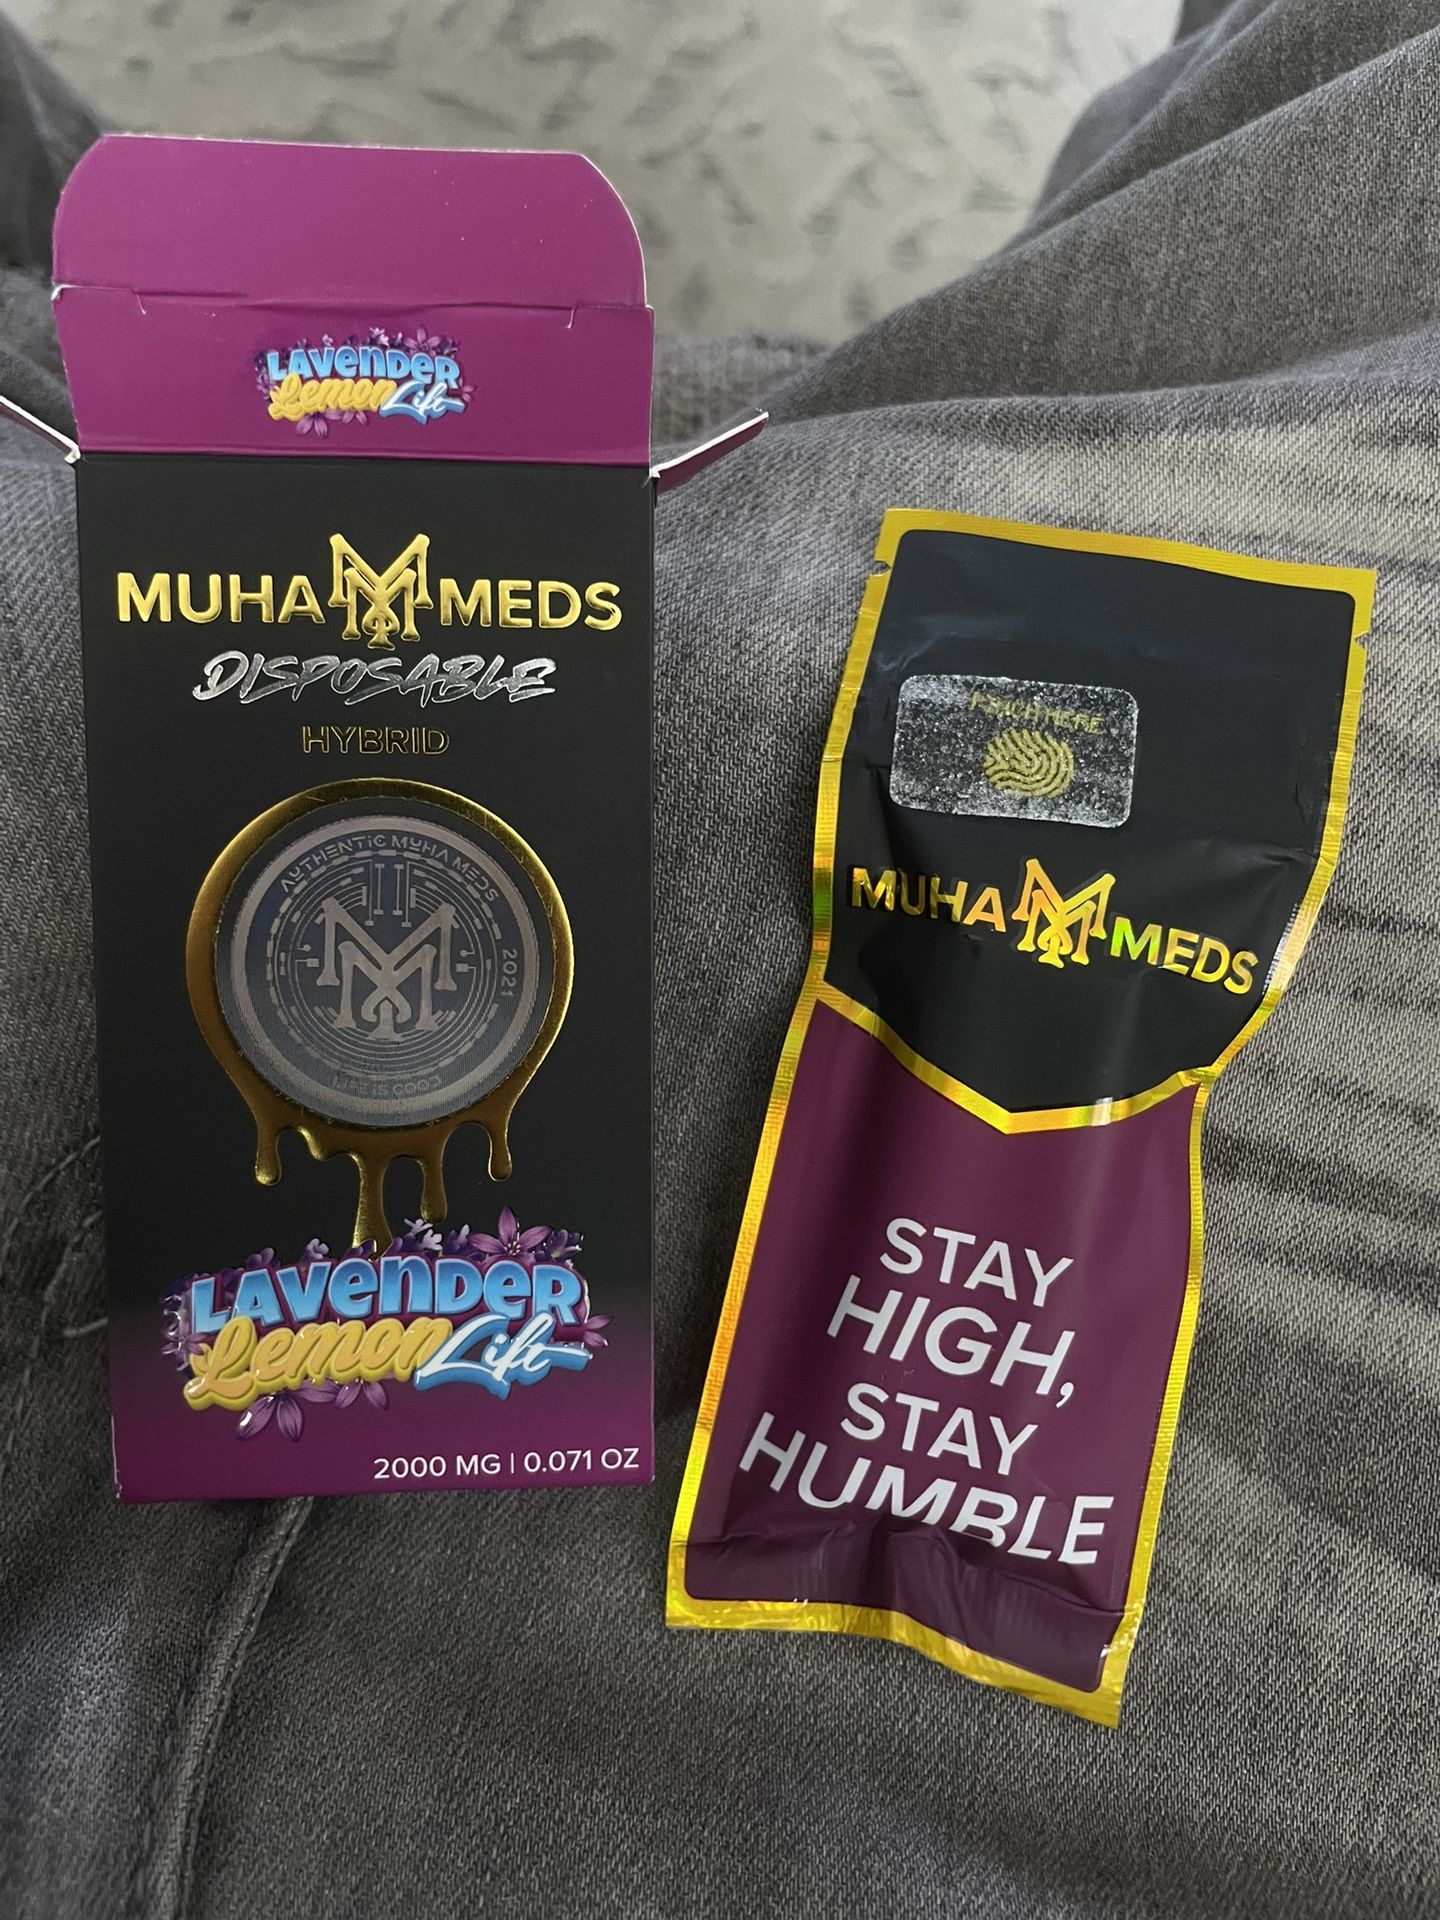 LAVENDER
Lemon Lift
MUHA MEDS
DISPOSABLE
HYBRID
AUTHENTIC MUHA MEDS
2021
LAVENDER
Lemon Lift
2000 MG | 0.071 OZ
MUHA MEDS
STAY
HIGH,
STAY
HUMBLE